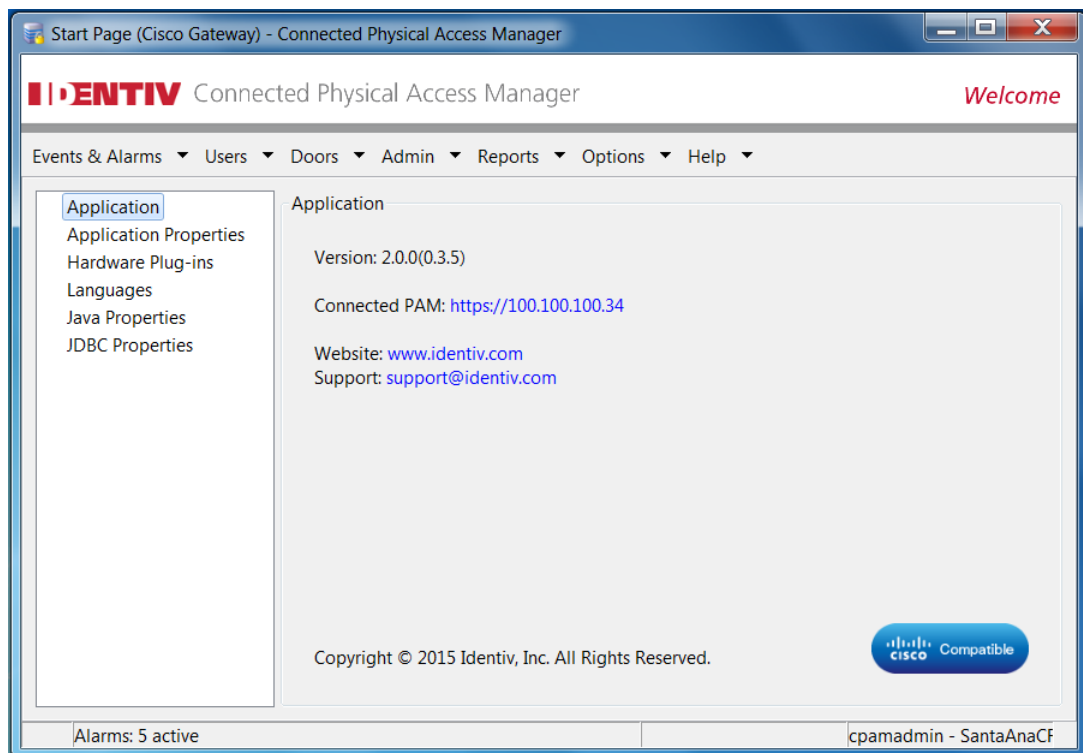 Start Page (Cisco Gateway) - Connected Physical Access Manager
IDENTIV Connected Physical Access Manager
Welcome
Events & Alarms Users Doors Admin Reports Options Help
Application
Application Properties
Hardware Plug-ins
Languages
Java Properties
JDBC Properties
Application
Version: 2.0.0(0.3.5)
Connected PAM: https://100.100.100.34
Website: www.identiv.com
Support: support@identiv.com
Copyright © 2015 Identiv, Inc. All Rights Reserved.
CISCO Compatible
Alarms: 5 active
cpamadmin -